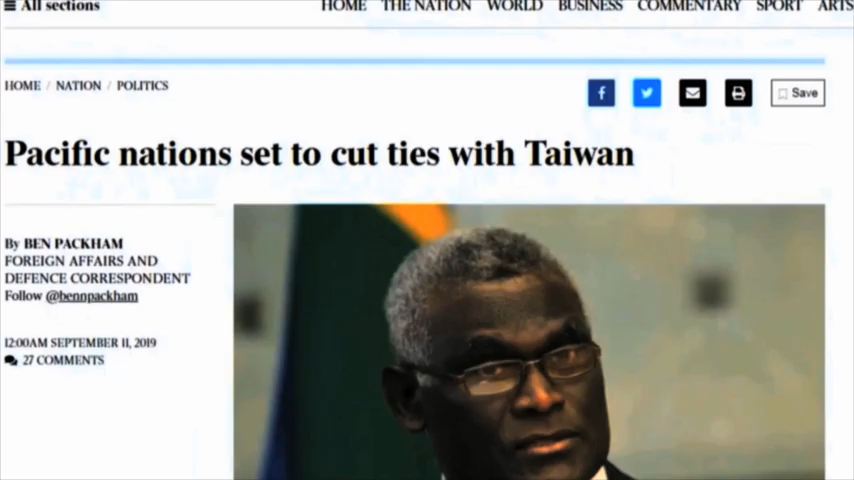 All sections HOME THE NATION WORLD BUSINESS COMMENTARY SPORT ARTS
HOME / NATION / POLITICS
Save
Pacific nations set to cut ties with Taiwan
By BEN PACKHAM
FOREIGN AFFAIRS AND
DEFENCE CORRESPONDENT
Follow @bennpackham
12:00AM SEPTEMBER 11, 2019
27 COMMENTS